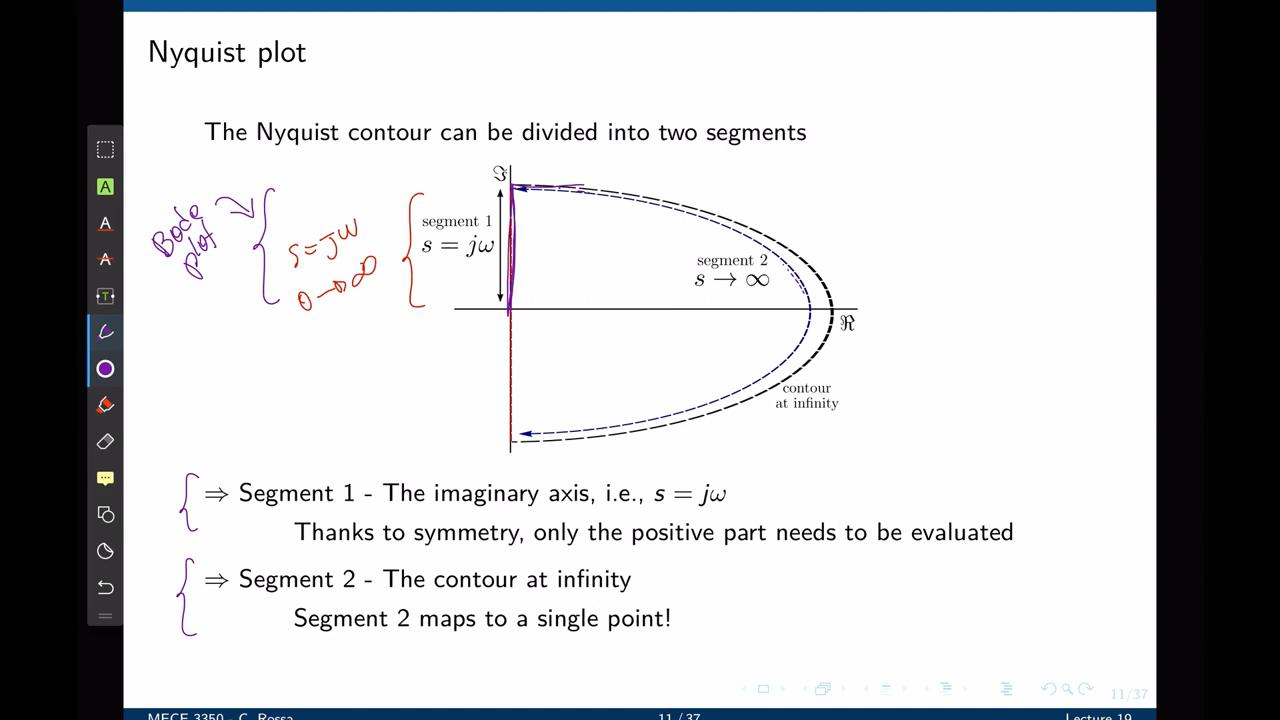 Nyquist plot
The Nyquist contour can be divided into two segments
ℑ
segment 1
s = jω
Bode
plot
s=jω
0→∞
segment 2
s → ∞
ℜ
contour
at infinity
⇒ Segment 1 - The imaginary axis, i.e., s = jω
Thanks to symmetry, only the positive part needs to be evaluated
⇒ Segment 2 - The contour at infinity
Segment 2 maps to a single point!
11/37
MECE 3350 - C. Rossa
11 / 37
Lecture 19